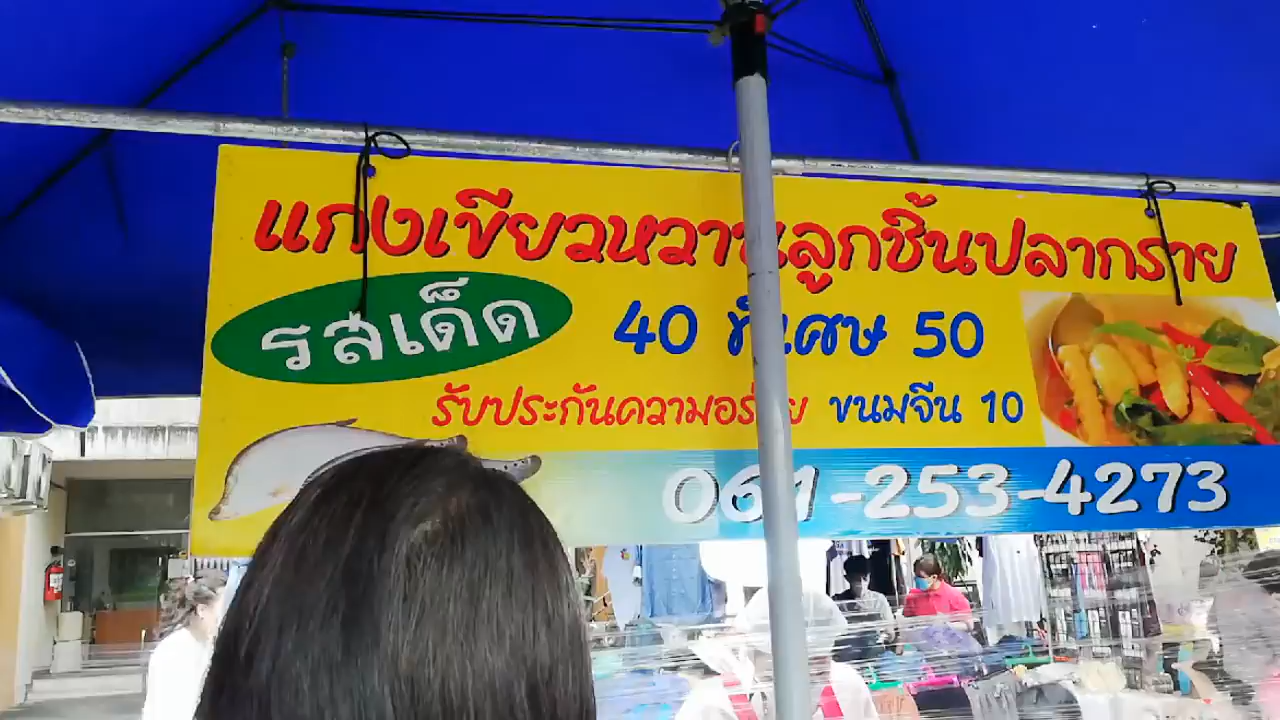 แกงเขียวหวานลูกชิ้นปลากราย
รสเด็ด
40 พิเศษ 50
รับประกันความอร่อย ขนมจีน 10
061-253-4273